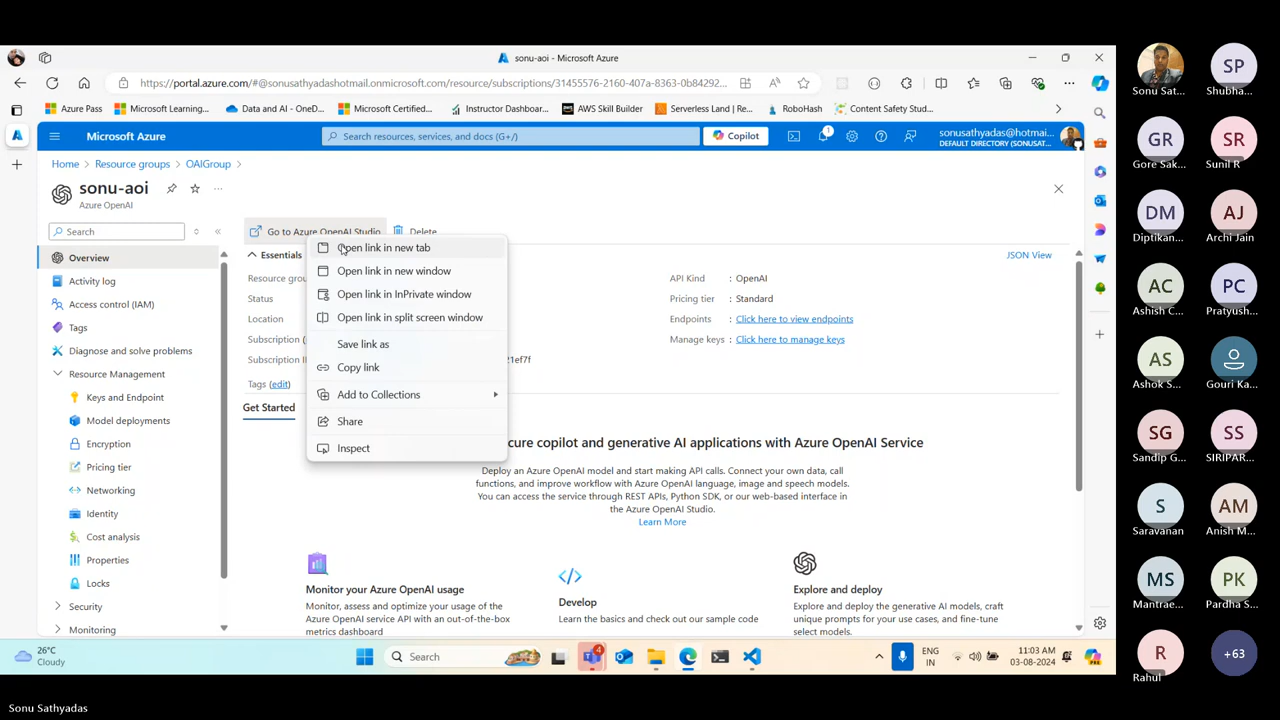 sonu-aoi - Microsoft Azure
https://portal.azure.com/#@sonusathyadashotmail.onmicrosoft.com/resource/subscriptions/31455576-2160-407a-8363-0b84292...
Azure Pass
Microsoft Learning...
Data and AI - OneD...
Microsoft Certified...
Instructor Dashboar...
AWS Skill Builder
Serverless Land | Re...
RoboHash
Content Safety Stud...
Microsoft Azure
Search resources, services, and docs (G+/)
Copilot
1
sonusathyadas@hotmai...
DEFAULT DIRECTORY (SONUSAT...
Home > Resource groups > OAIGroup >
sonu-aoi
Azure OpenAI
Search
Overview
Activity log
Access control (IAM)
Tags
Diagnose and solve problems
Resource Management
Keys and Endpoint
Model deployments
Encryption
Pricing tier
Networking
Identity
Cost analysis
Properties
Locks
Security
Monitoring
Go to Azure OpenAI Studio
Delete
Essentials
JSON View
Resource grou
Status
Location
Subscription (
Subscription I
21ef7f
Tags (edit)
API Kind : OpenAI
Pricing tier : Standard
Endpoints : Click here to view endpoints
Manage keys : Click here to manage keys
Open link in new tab
Open link in new window
Open link in InPrivate window
Open link in split screen window
Save link as
Copy link
Add to Collections
Share
Inspect
Get Started
cure copilot and generative AI applications with Azure OpenAI Service
Deploy an Azure OpenAI model and start making API calls. Connect your own data, call
functions, and improve workflow with Azure OpenAI language, image and speech models.
You can access the service through REST APIs, Python SDK, or our web-based interface in
the Azure OpenAI Studio.
Learn More
Monitor your Azure OpenAI usage
Monitor, assess and optimize your usage of the
Azure OpenAI service API with an out-of-the-box
metrics dashboard
Develop
Learn the basics and check out our sample code
Explore and deploy
Explore and deploy the generative AI models, craft
unique prompts for your use cases, and fine-tune
select models.
26°C
Cloudy
Search
4
ENG
IN
11:03 AM
03-08-2024
Sonu Sat...
SP
Shubha...
GR
Gore Sak...
SR
Sunil R
DM
Diptikan...
AJ
Archi Jain
AC
Ashish C...
PC
Pratyush...
AS
Ashok S...
Gouri Ka...
SG
Sandip G...
SS
SIRIPAR...
S
Saravanan
AM
Anish M...
MS
Mantrae...
PK
Pardha S...
R
Rahul
+63
Sonu Sathyadas